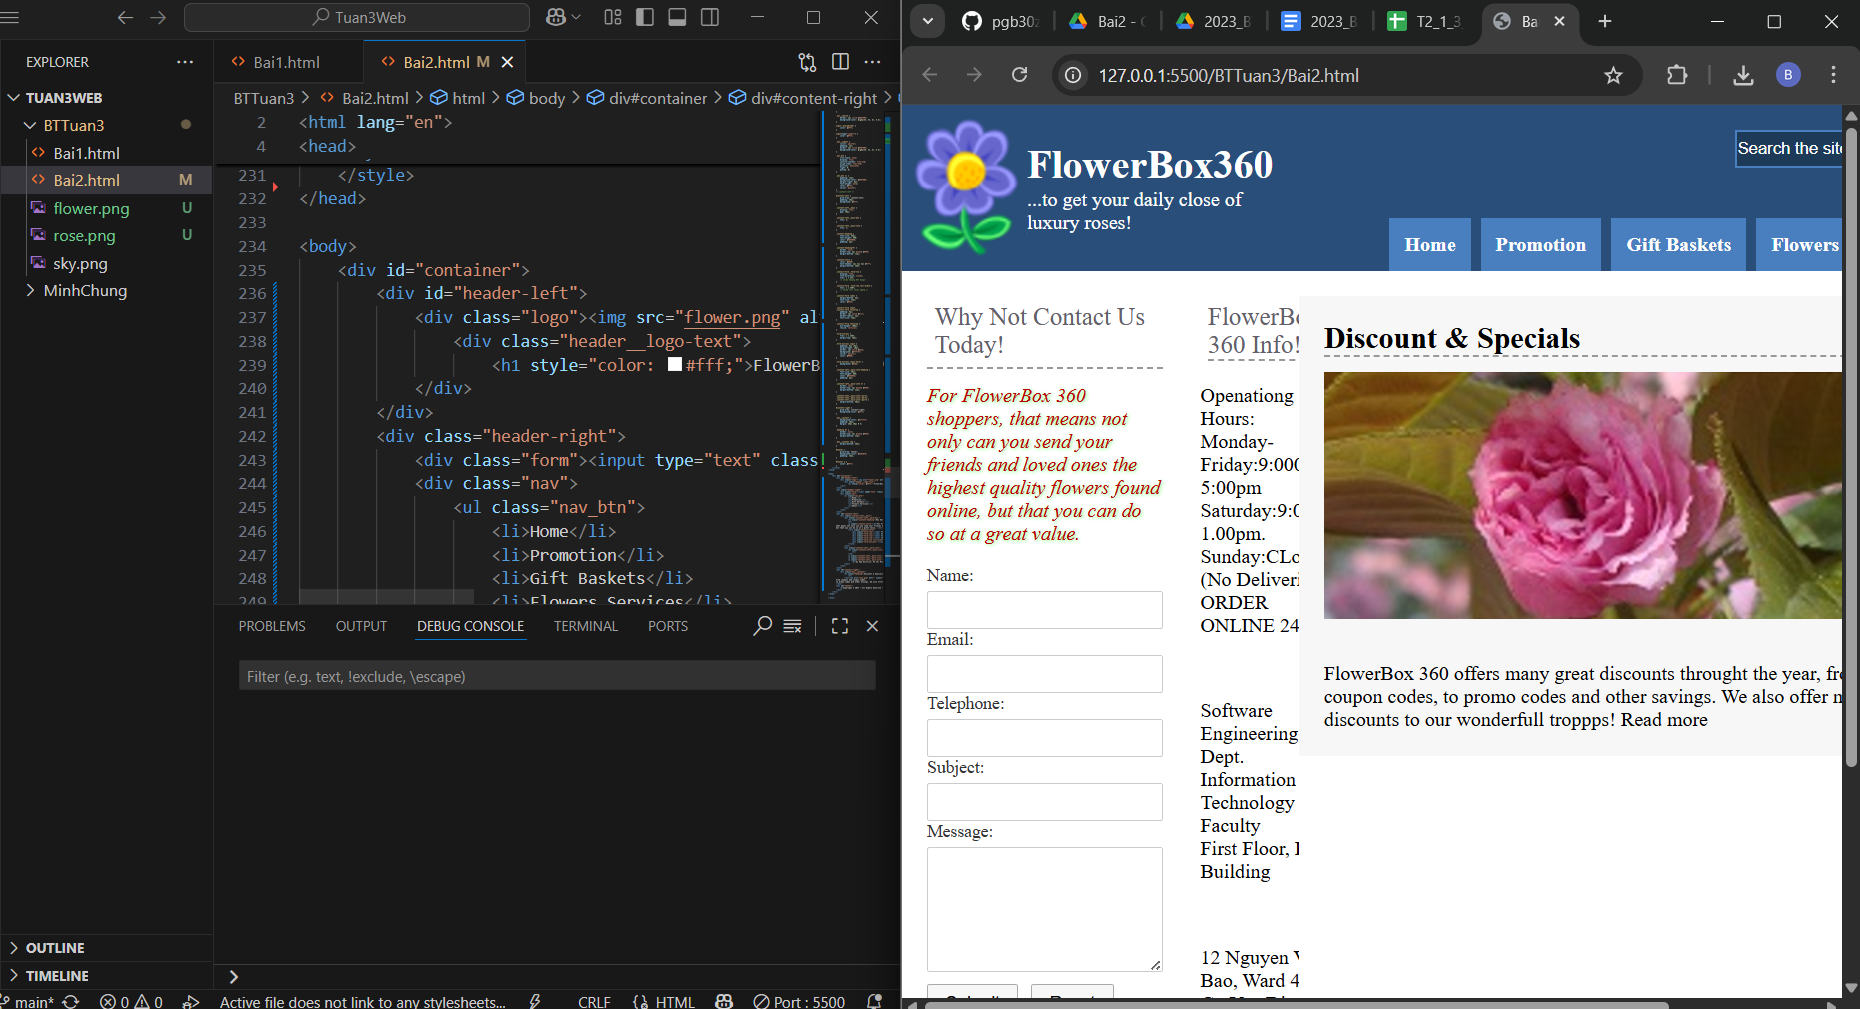 Tuan3Web
EXPLORER
TUAN3WEB
BTTuan3
Bai1.html
Bai2.html M
flower.png U
rose.png U
sky.png
MinhChung
OUTLINE
TIMELINE
Bai1.html Bai2.html M
BTTuan3 > Bai2.html > html > body > div#container > div#content-right >
2 <html lang="en">
4 <head>
231 </style>
232 </head>
233
234 <body>
235 <div id="container">
236 <div id="header-left">
237 <div class="logo"><img src="flower.png" al
238 <div class="header__logo-text">
239 <h1 style="color: #fff;">FlowerB
240 </div>
241 </div>
242 <div class="header-right">
243 <div class="form"><input type="text" class
244 <div class="nav">
245 <ul class="nav_btn">
246 <li>Home</li>
247 <li>Promotion</li>
248 <li>Gift Baskets</li>
249 <li>Flowers Services</li>
PROBLEMS OUTPUT DEBUG CONSOLE TERMINAL PORTS
Filter (e.g. text, !exclude, \escape)
main* 0 0 Active file does not link to any stylesheets... CRLF HTML Port : 5500
pgb30 Bai2 - 2023_B 2023_B T2_1_3 Ba
127.0.0.1:5500/BTTuan3/Bai2.html
B
FlowerBox360
...to get your daily close of
luxury roses!
Search the sit
Home Promotion Gift Baskets Flowers
Why Not Contact Us
Today!
For FlowerBox 360
shoppers, that means not
only can you send your
friends and loved ones the
highest quality flowers found
online, but that you can do
so at a great value.
Name:
Email:
Telephone:
Subject:
Message:
FlowerBo
360 Info!
Openationg
Hours:
Monday-
Friday:9:000
5:00pm
Saturday:9:0
1.00pm.
Sunday:CLo
(No Deliveri
ORDER
ONLINE 24
Software
Engineering
Dept.
Information
Technology
Faculty
First Floor,
Building
12 Nguyen V
Bao, Ward 4
Discount & Specials
FlowerBox 360 offers many great discounts throught the year, fro
coupon codes, to promo codes and other savings. We also offer
discounts to our wonderfull troppps! Read more